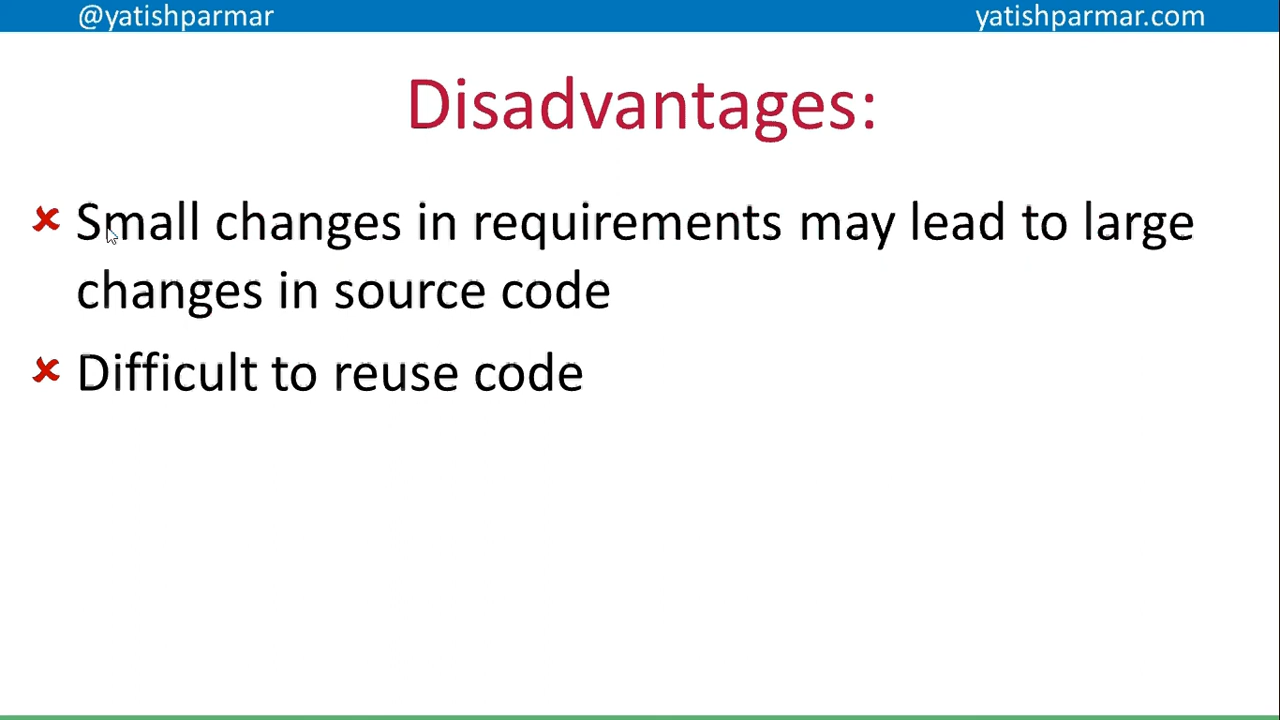 @yatishparmar
yatishparmar.com
Disadvantages:
Small changes in requirements may lead to large
changes in source code
Difficult to reuse code